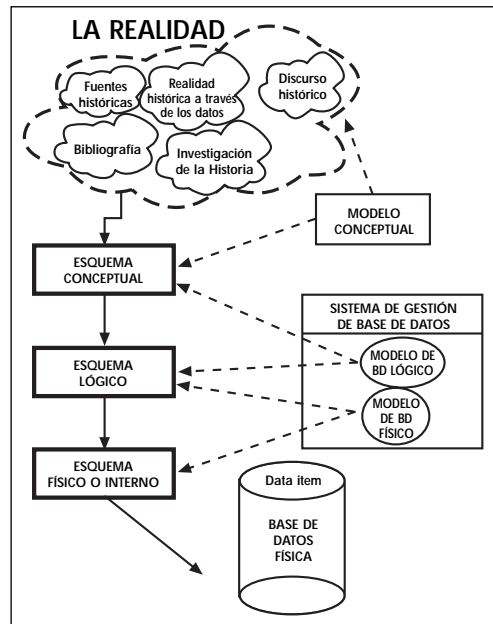 LA REALIDAD
Fuentes
históricas
Realidad
histórica a través
de los datos
Discurso
histórico
Bibliografía
Investigación
de la Historia
MODELO
CONCEPTUAL
ESQUEMA
CONCEPTUAL
SISTEMA DE GESTIÓN
DE BASE DE DATOS
MODELO DE
BD LÓGICO
ESQUEMA
LÓGICO
MODELO
DE BD
FÍSICO
ESQUEMA
FÍSICO O INTERNO
Data item
BASE DE
DATOS
FÍSICA